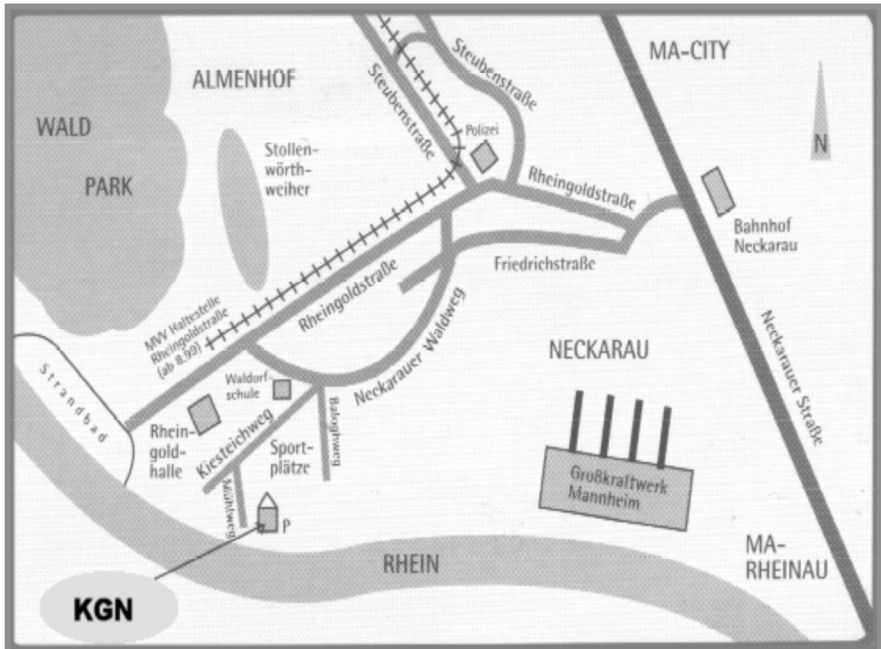 MA-CITY
ALMENHOF
WALD
PARK
Stollen-
wörth-
weiher
Steubenstraße
Steubenstraße
Polizei
N
Rheingoldstraße
Bahnhof
Neckarau
Friedrichstraße
Rheingoldstraße
MVV Haltestelle
Rheingoldstraße
(ab 8.99)
Neckarauer Waldweg
NECKARAU
Neckarauer Straße
Strandbad
Waldorf-
schule
Rhein-
gold-
halle
Kiesteichweg
Sport-
plätze
Baloghweg
Mühlweg
P
Großkraftwerk
Mannheim
RHEIN
MA-
RHEINAU
KGN